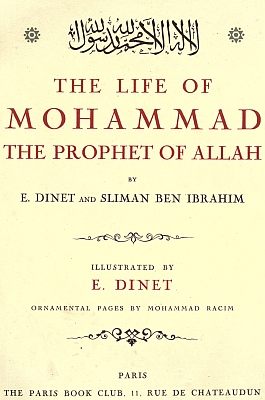 لا إله إلا الله محمد رسول الله
THE LIFE OF
MOHAMMAD
THE PROPHET OF ALLAH
BY
E. DINET AND SLIMAN BEN IBRAHIM
ILLUSTRATED BY
E. DINET
ORNAMENTAL PAGES BY MOHAMMAD RACIM
PARIS
THE PARIS BOOK CLUB, 11, RUE DE CHATEAUDUN